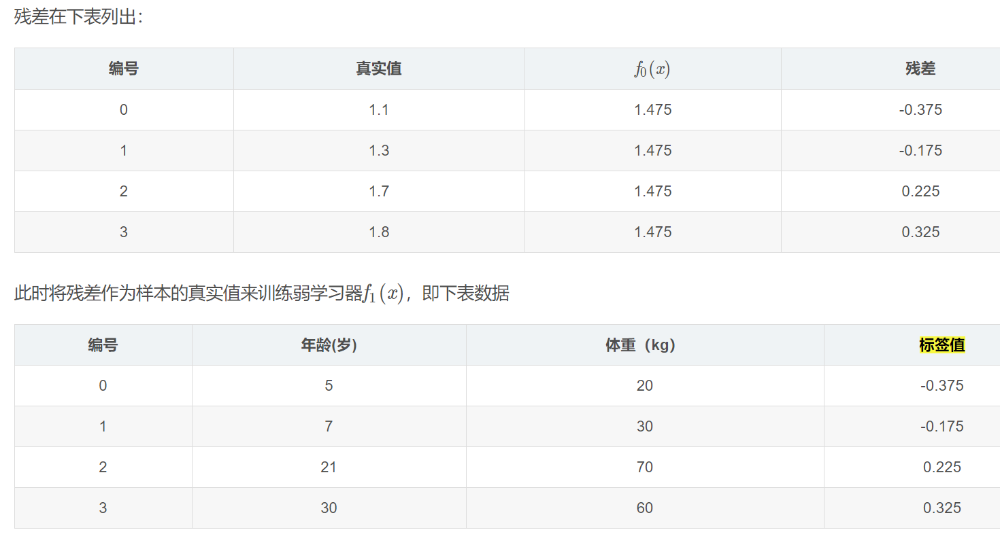 残差在下表列出：
编号 真实值 f₀(x) 残差
0 1.1 1.475 -0.375
1 1.3 1.475 -0.175
2 1.7 1.475 0.225
3 1.8 1.475 0.325
此时将残差作为样本的真实值来训练弱学习器f₁(x)，即下表数据
编号 年龄(岁) 体重（kg） 标签值
0 5 20 -0.375
1 7 30 -0.175
2 21 70 0.225
3 30 60 0.325